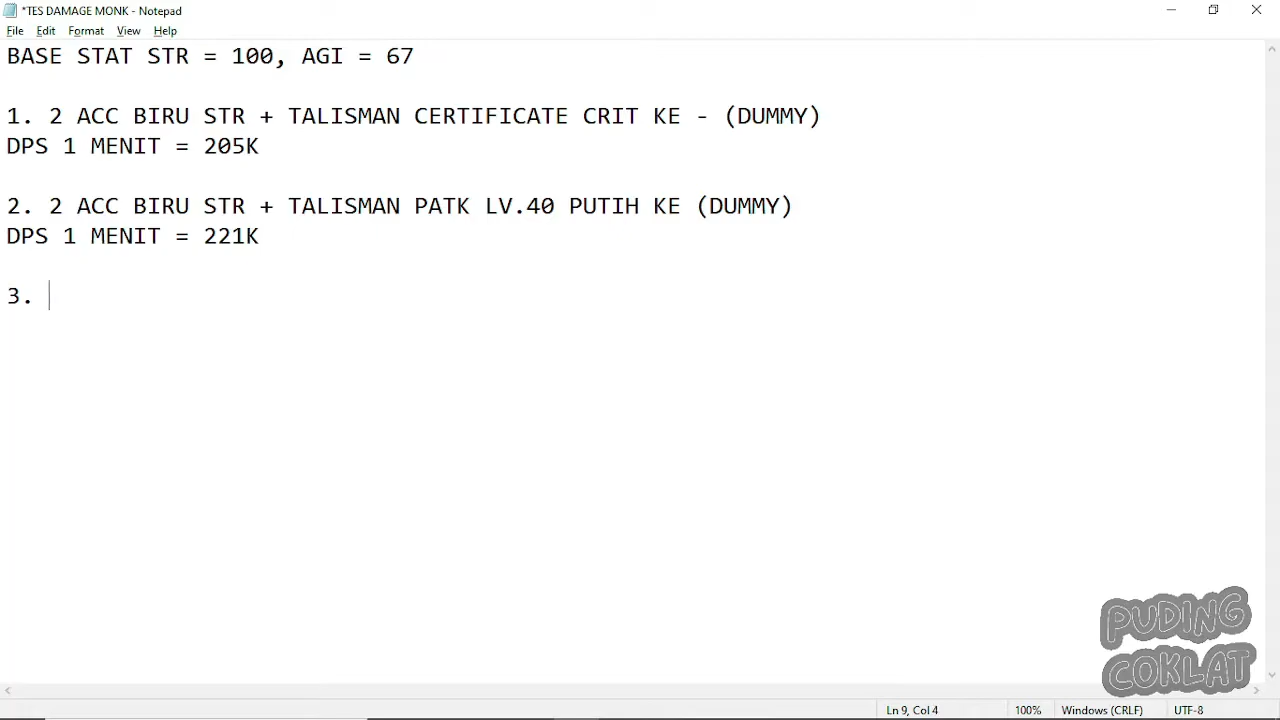 *TES DAMAGE MONK - Notepad
File Edit Format View Help
BASE STAT STR = 100, AGI = 67
1. 2 ACC BIRU STR + TALISMAN CERTIFICATE CRIT KE - (DUMMY)
DPS 1 MENIT = 205K
2. 2 ACC BIRU STR + TALISMAN PATK LV.40 PUTIH KE (DUMMY)
DPS 1 MENIT = 221K
3.
PUDING
COKLAT
Ln 9, Col 4 100% Windows (CRLF) UTF-8